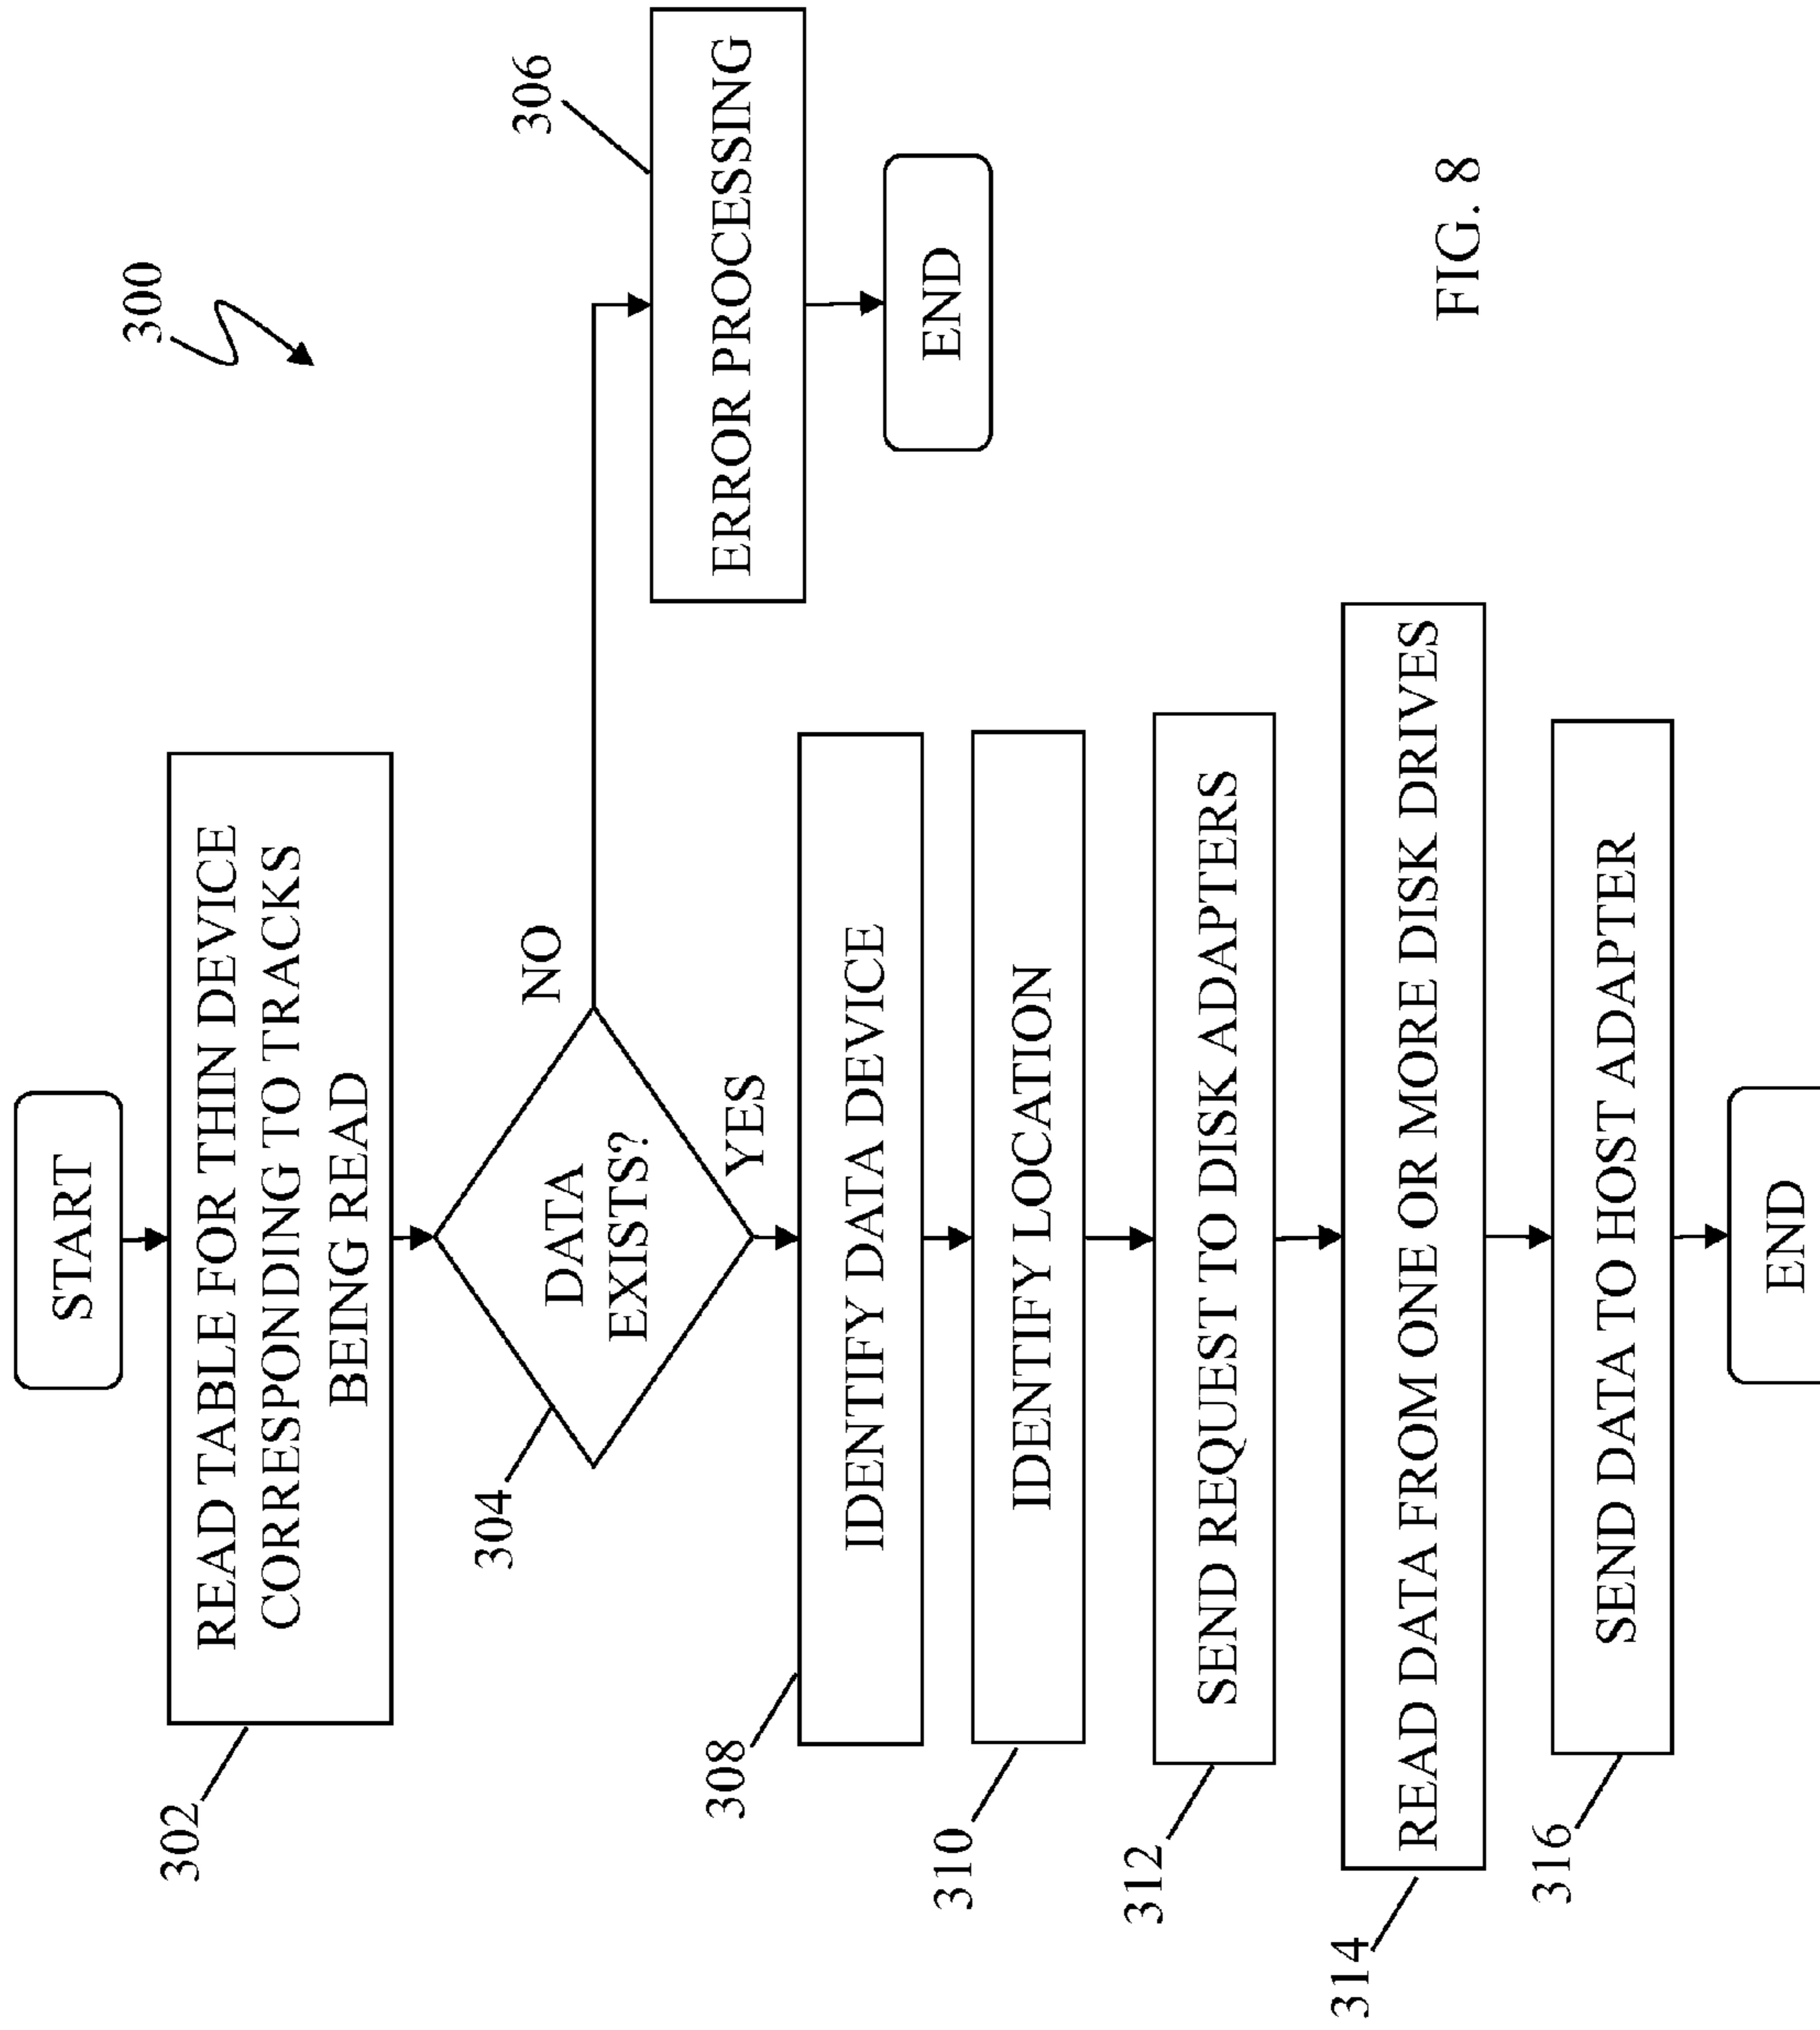 300
START
302
READ TABLE FOR THIN DEVICE
CORRESPONDING TO TRACKS
BEING READ
304
DATA
EXISTS?
NO
306
ERROR PROCESSING
END
YES
308
IDENTIFY DATA DEVICE
310
IDENTIFY LOCATION
312
SEND REQUEST TO DISK ADAPTERS
314
READ DATA FROM ONE OR MORE DISK DRIVES
316
SEND DATA TO HOST ADAPTER
END
FIG. 8